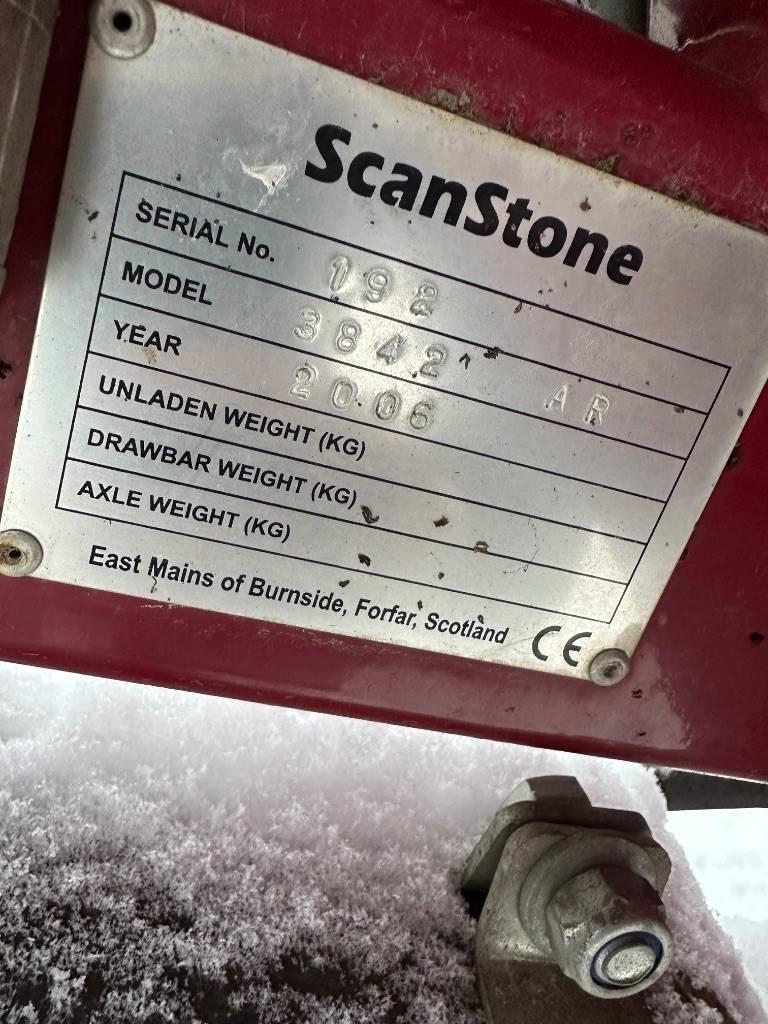 ScanStone
SERIAL No. 192
MODEL 3842 AR
YEAR 2006
UNLADEN WEIGHT (KG)
DRAWBAR WEIGHT (KG)
AXLE WEIGHT (KG)
East Mains of Burnside, Forfar, Scotland CE